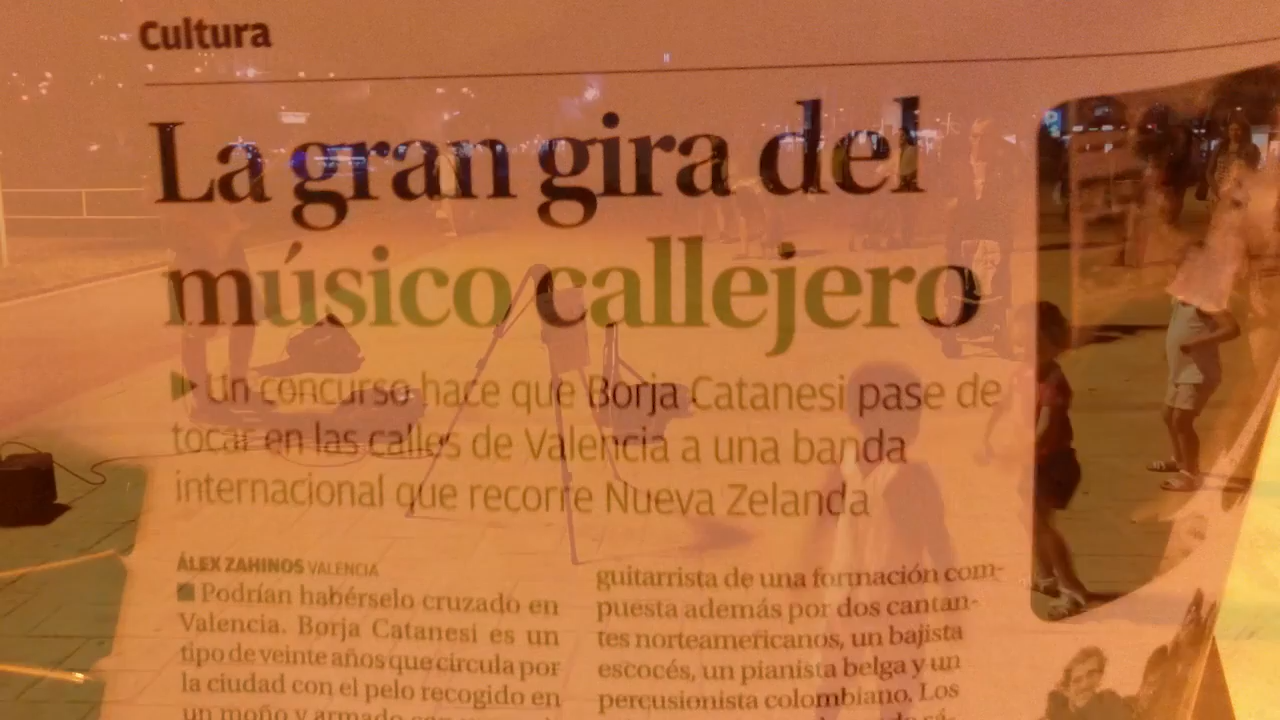 Cultura
La gran gira del
músico callejero
Un concurso hace que Borja Catanesi pase de
tocar en las calles de Valencia a una banda
internacional que recorre Nueva Zelanda
ÁLEX ZAHINOS VALENCIA
Podrían habérselo cruzado en
Valencia. Borja Catanesi es un
tipo de veinte años que circula por
la ciudad con el pelo recogido en
un moño y armado
guitarrista de una formación com-
puesta además por dos cantan-
tes norteamericanos, un bajista
escocés, un pianista belga y un
percusionista colombiano. Los